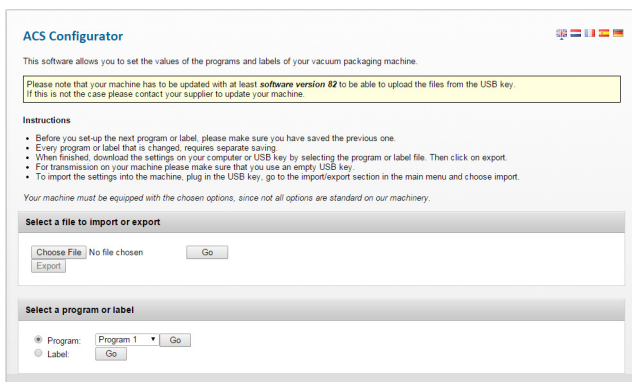 ACS Configurator
This software allows you to set the values of the programs and labels of your vacuum packaging machine.
Please note that your machine has to be updated with at least software version 82 to be able to upload the files from the USB key.
If this is not the case please contact your supplier to update your machine.
Instructions
• Before you set-up the next program or label, please make sure you have saved the previous one.
• Every program or label that is changed, requires separate saving.
• When finished, download the settings on your computer or USB key by selecting the program or label file. Then click on export.
• For transmission on your machine please make sure that you use an empty USB key.
• To import the settings into the machine, plug in the USB key, go to the import/export section in the main menu and choose import.
Your machine must be equipped with the chosen options, since not all options are standard on our machinery.
Select a file to import or export
Choose File No file chosen Go
Export
Select a program or label
Program: Program 1 Go
Label: Go